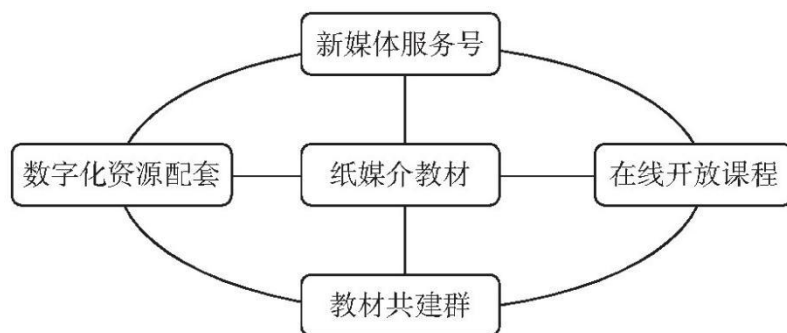 新媒体服务号
数字化资源配套
纸媒介教材
在线开放课程
教材共建群